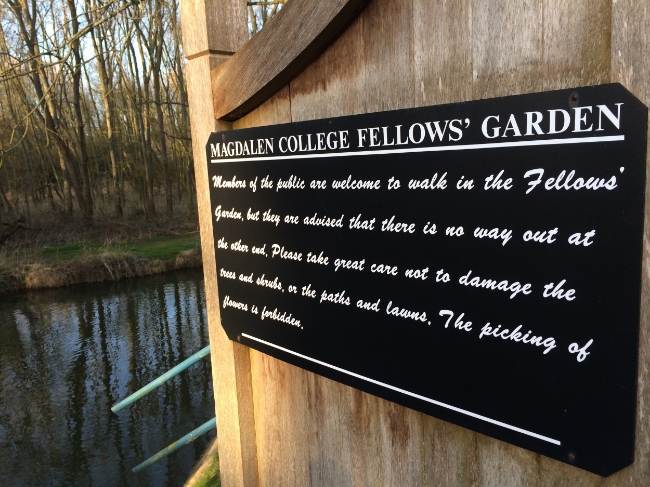 MAGDALEN COLLEGE FELLOWS' GARDEN
Members of the public are welcome to walk in the Fellows'
Garden, but they are advised that there is no way out at
the other end. Please take great care not to damage the
trees and shrubs, or the paths and lawns. The picking of
flowers is forbidden.